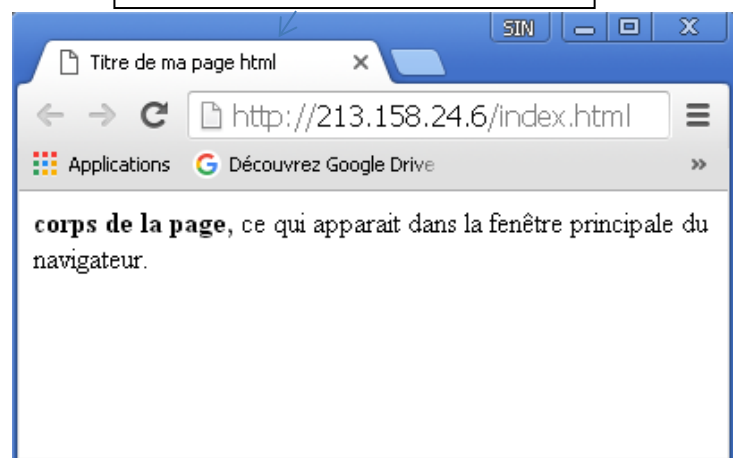 SIN
Titre de ma page html
http://213.158.24.6/index.html
Applications Découvrez Google Drive »
corps de la page, ce qui apparait dans la fenêtre principale du
navigateur.